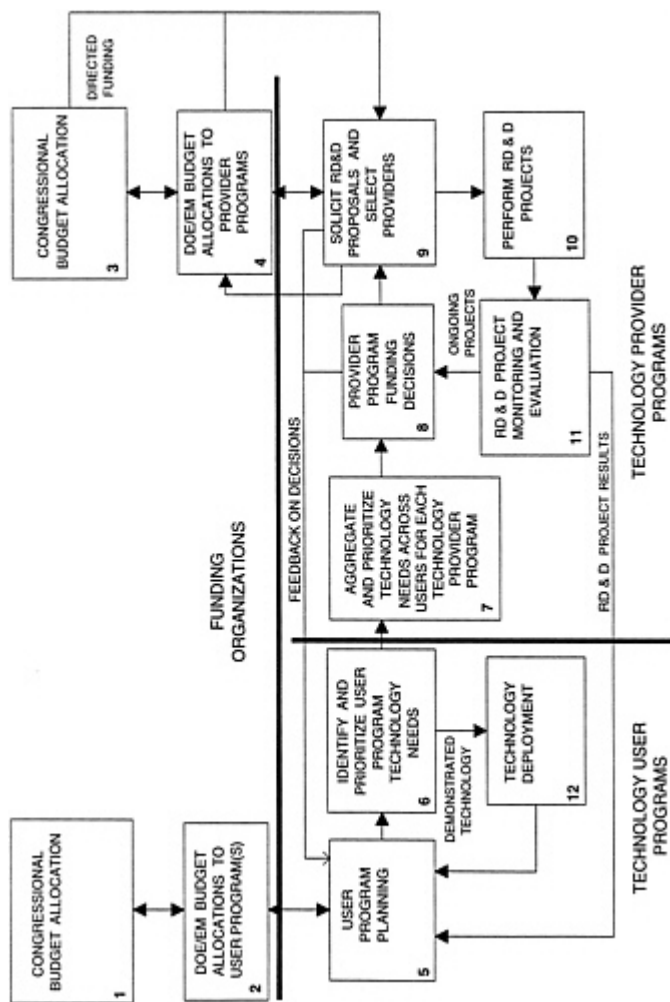 CONGRESSIONAL
BUDGET ALLOCATION
1
DOE/EM BUDGET
ALLOCATIONS TO
USER PROGRAM(S)
2
CONGRESSIONAL
BUDGET ALLOCATION
3
DIRECTED
FUNDING
DOE/EM BUDGET
ALLOCATIONS TO
PROVIDER
PROGRAMS
4
FUNDING
ORGANIZATIONS
FEEDBACK ON DECISIONS
USER
PROGRAM
PLANNING
5
IDENTIFY AND
PRIORITIZE USER
PROGRAM
TECHNOLOGY
NEEDS
6
AGGREGATE
AND PRIORITIZE
TECHNOLOGY
NEEDS ACROSS
USERS FOR EACH
TECHNOLOGY
PROVIDER
PROGRAM
7
PROVIDER
PROGRAM
FUNDING
DECISIONS
8
SOLICIT RD&D
PROPOSALS AND
SELECT
PROVIDERS
9
DEMONSTRATED
TECHNOLOGY
TECHNOLOGY
DEPLOYMENT
12
ONGOING
PROJECTS
RD & D PROJECT
MONITORING AND
EVALUATION
11
PERFORM RD & D
PROJECTS
10
RD & D PROJECT RESULTS
TECHNOLOGY USER
PROGRAMS
TECHNOLOGY PROVIDER
PROGRAMS